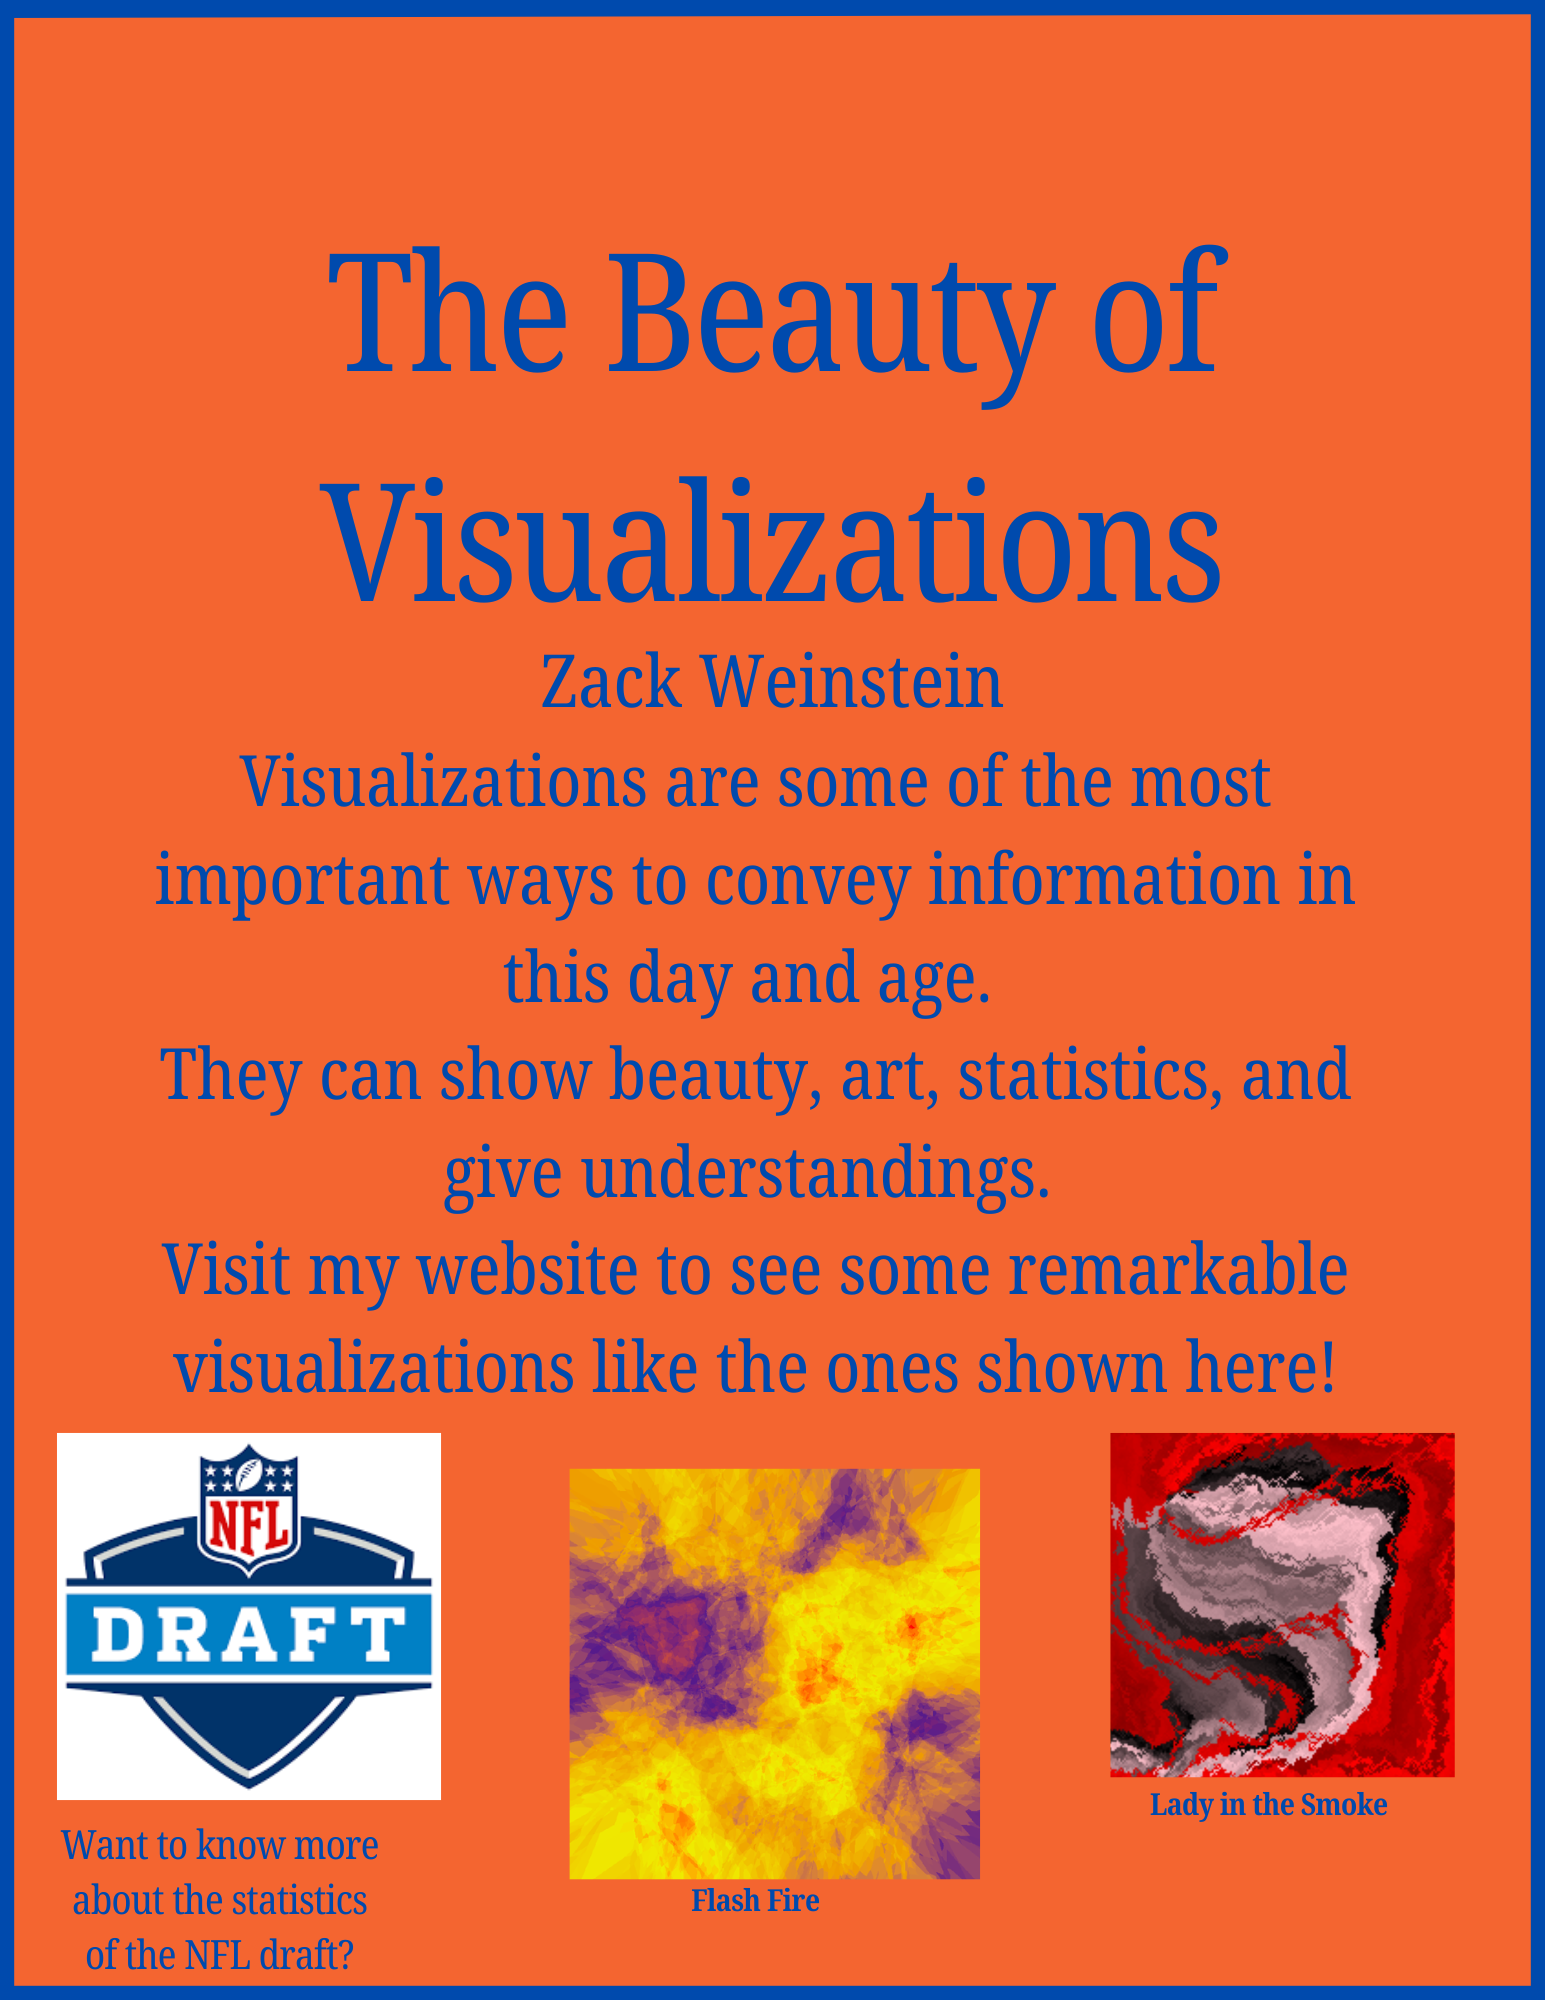 The Beauty of
Visualizations
Zack Weinstein
Visualizations are some of the most
important ways to convey information in
this day and age.
They can show beauty, art, statistics, and
give understandings.
Visit my website to see some remarkable
visualizations like the ones shown here!
NFL
DRAFT
Want to know more
about the statistics
of the NFL draft?
Flash Fire
Lady in the Smoke